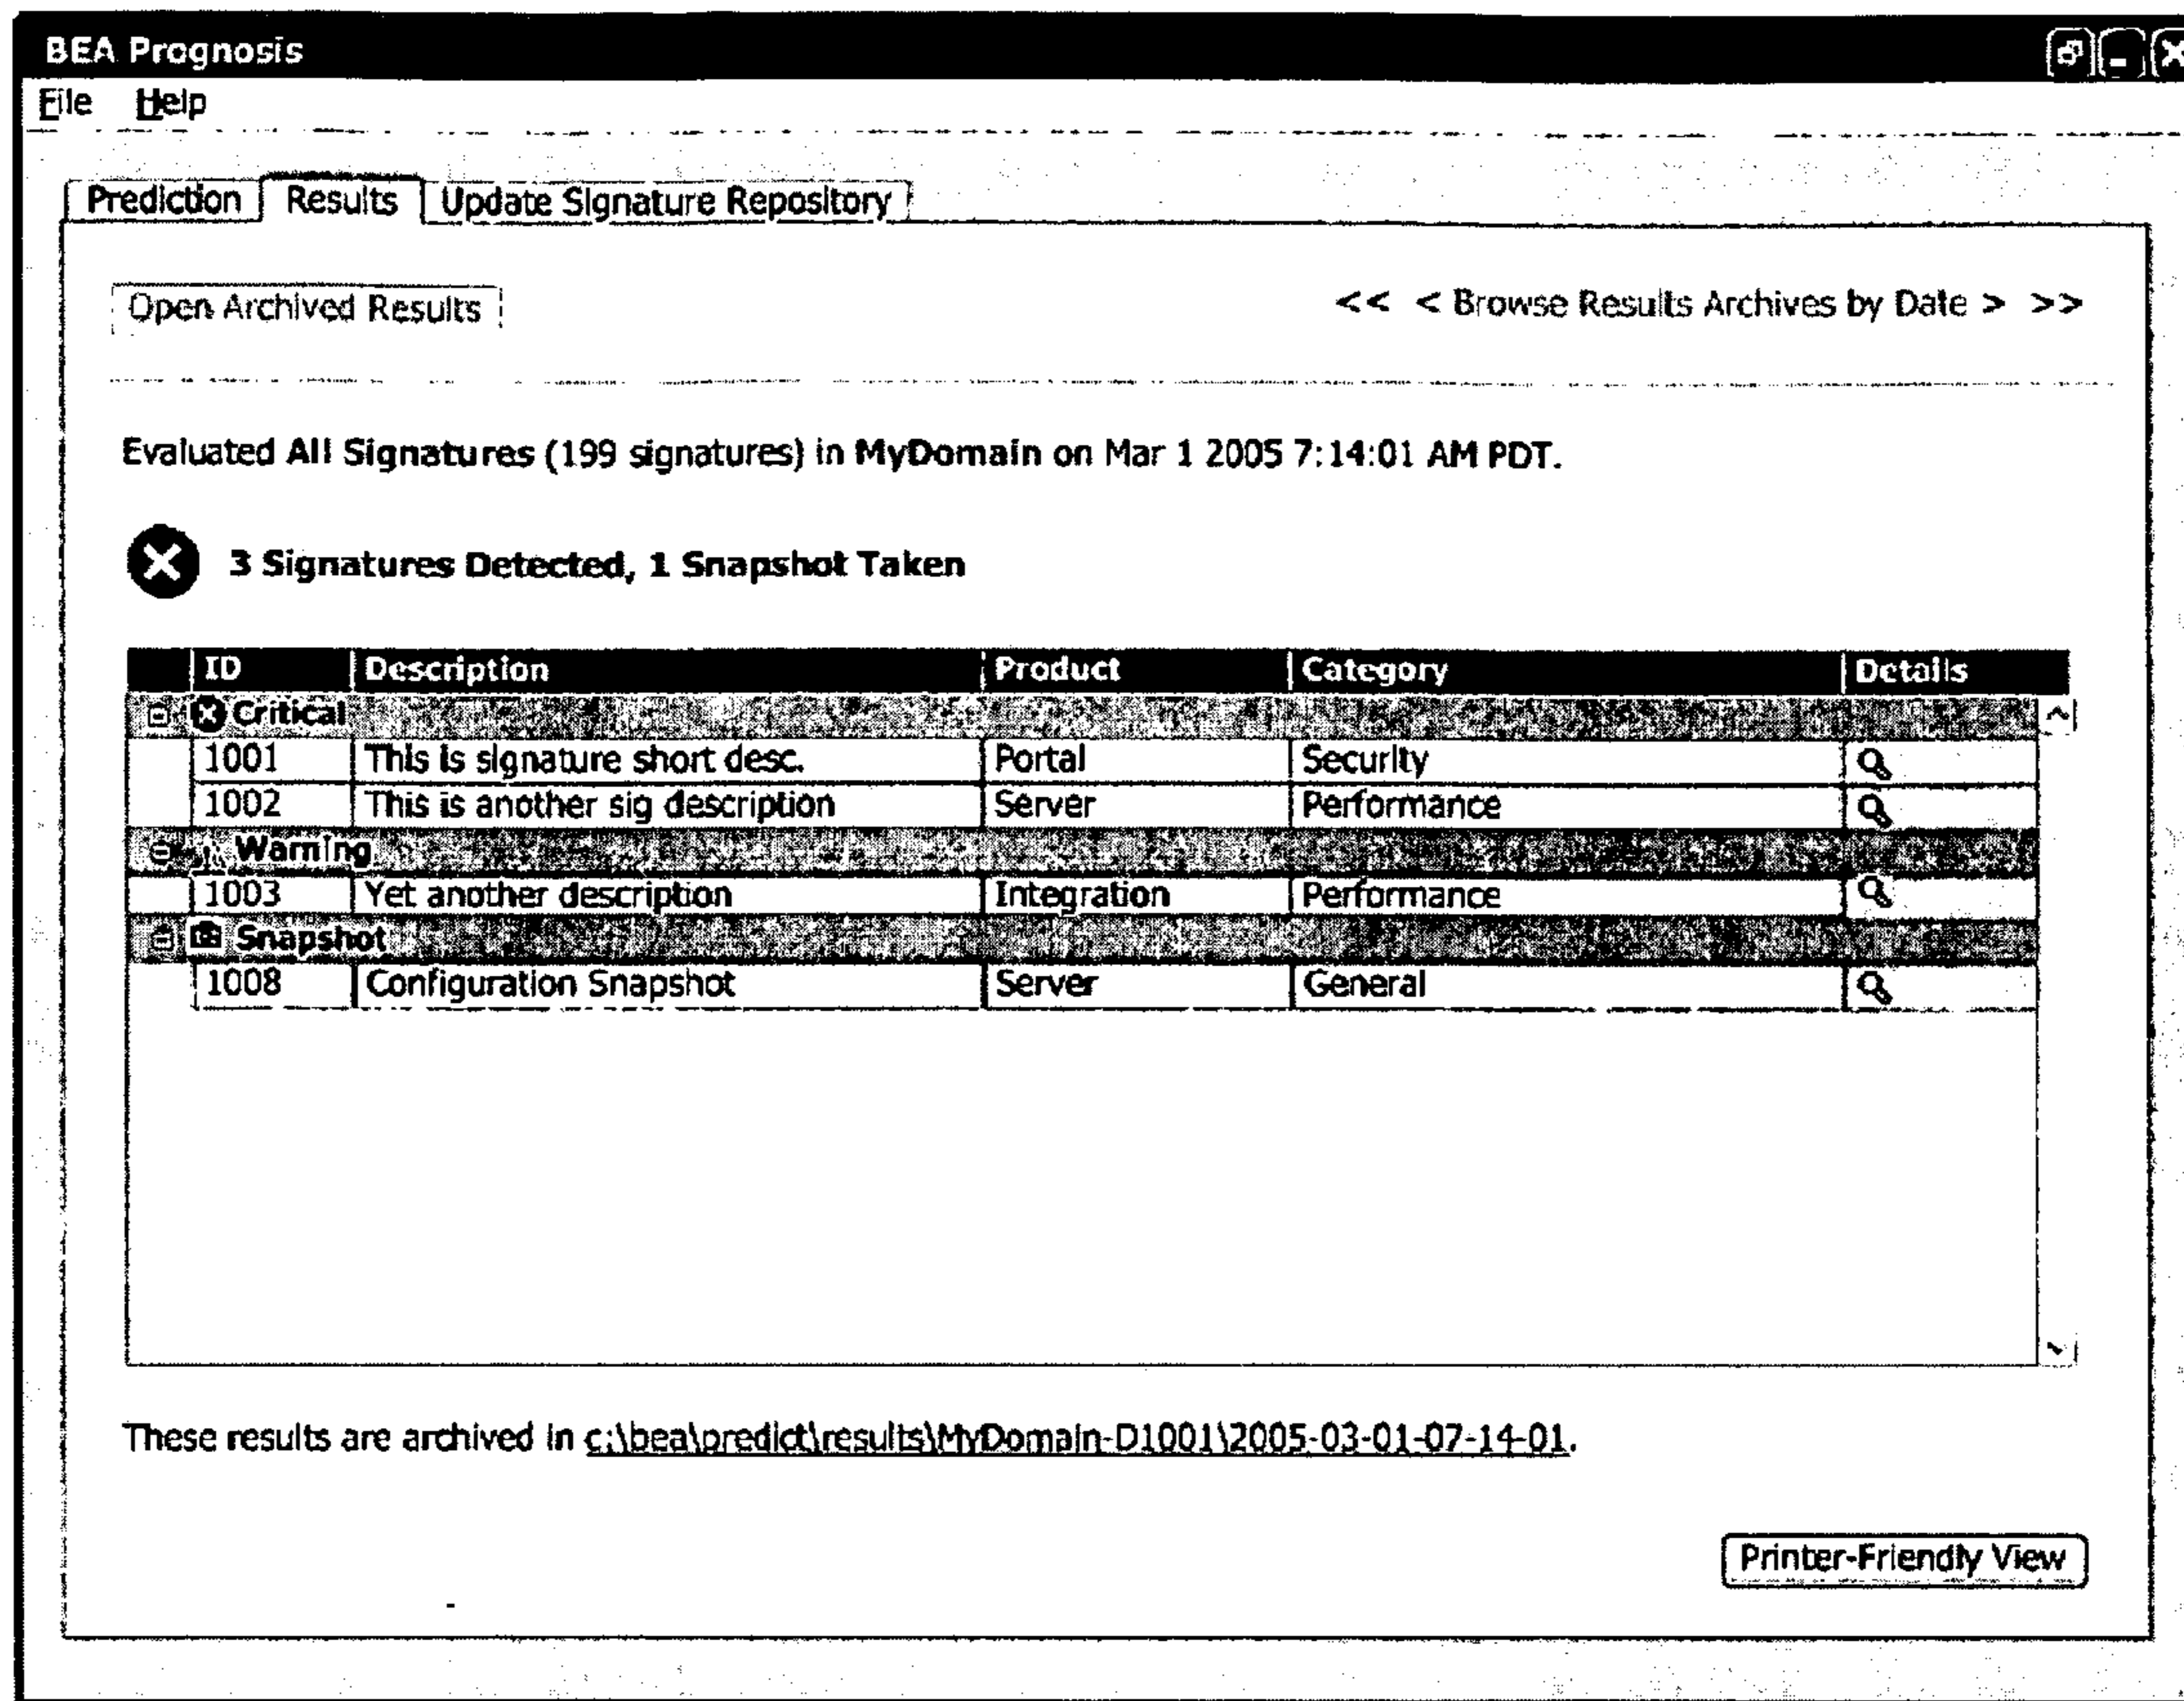 BEA Prognosis
File Help
Prediction Results Update Signature Repository
Open Archived Results << < Browse Results Archives by Date > >>
Evaluated All Signatures (199 signatures) in MyDomain on Mar 1 2005 7:14:01 AM PDT.
3 Signatures Detected, 1 Snapshot Taken
ID Description Product Category Details
Critical
1001 This is signature short desc. Portal Security
1002 This is another sig description Server Performance
Warning
1003 Yet another description Integration Performance
Snapshot
1008 Configuration Snapshot Server General
These results are archived in c:\bea\predict\results\MyDomain-D1001\2005-03-01-07-14-01.
Printer-Friendly View